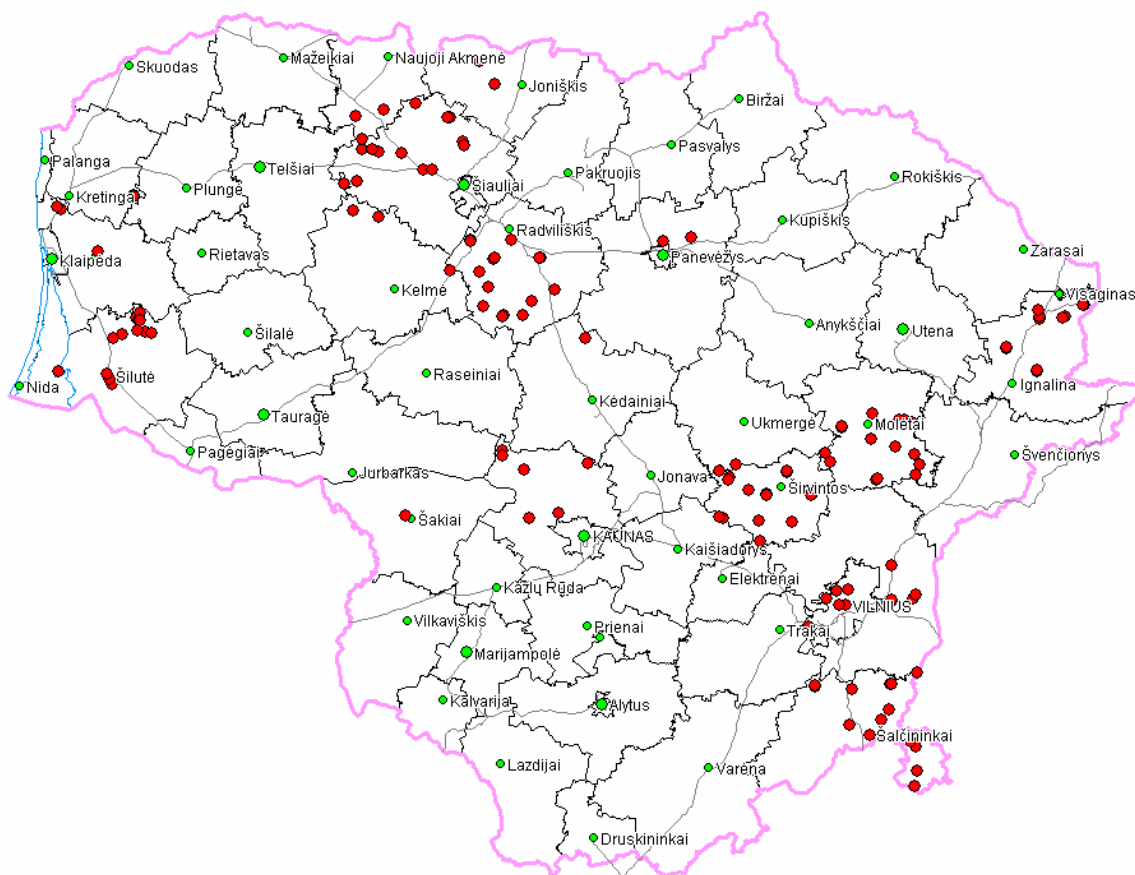 Skuodas
Mažeikiai
Naujoji Akmenė
Joniškis
Biržai
Pasvalys
Palanga
Telšiai
Pakruojis
Rokiškis
Kretinga
Plungė
Šiauliai
Kupiškis
Radviliškis
Rietavas
Panevėžys
Zarasai
Klaipėda
Kelmė
Visaginas
Šilalė
Anykščiai
Utena
Nida
Šilutė
Raseiniai
Ignalina
Kėdainiai
Tauragė
Ukmergė
Molėtai
Pagėgiai
Švenčionys
Jurbarkas
Jonava
Širvintos
Šakiai
KAUNAS
Kaišiadorys
Elektrėnai
Kazlų Rūda
VILNIUS
Vilkaviškis
Prienai
Trakai
Marijampolė
Kalvarija
Alytus
Šalčininkai
Lazdijai
Varėna
Druskininkai